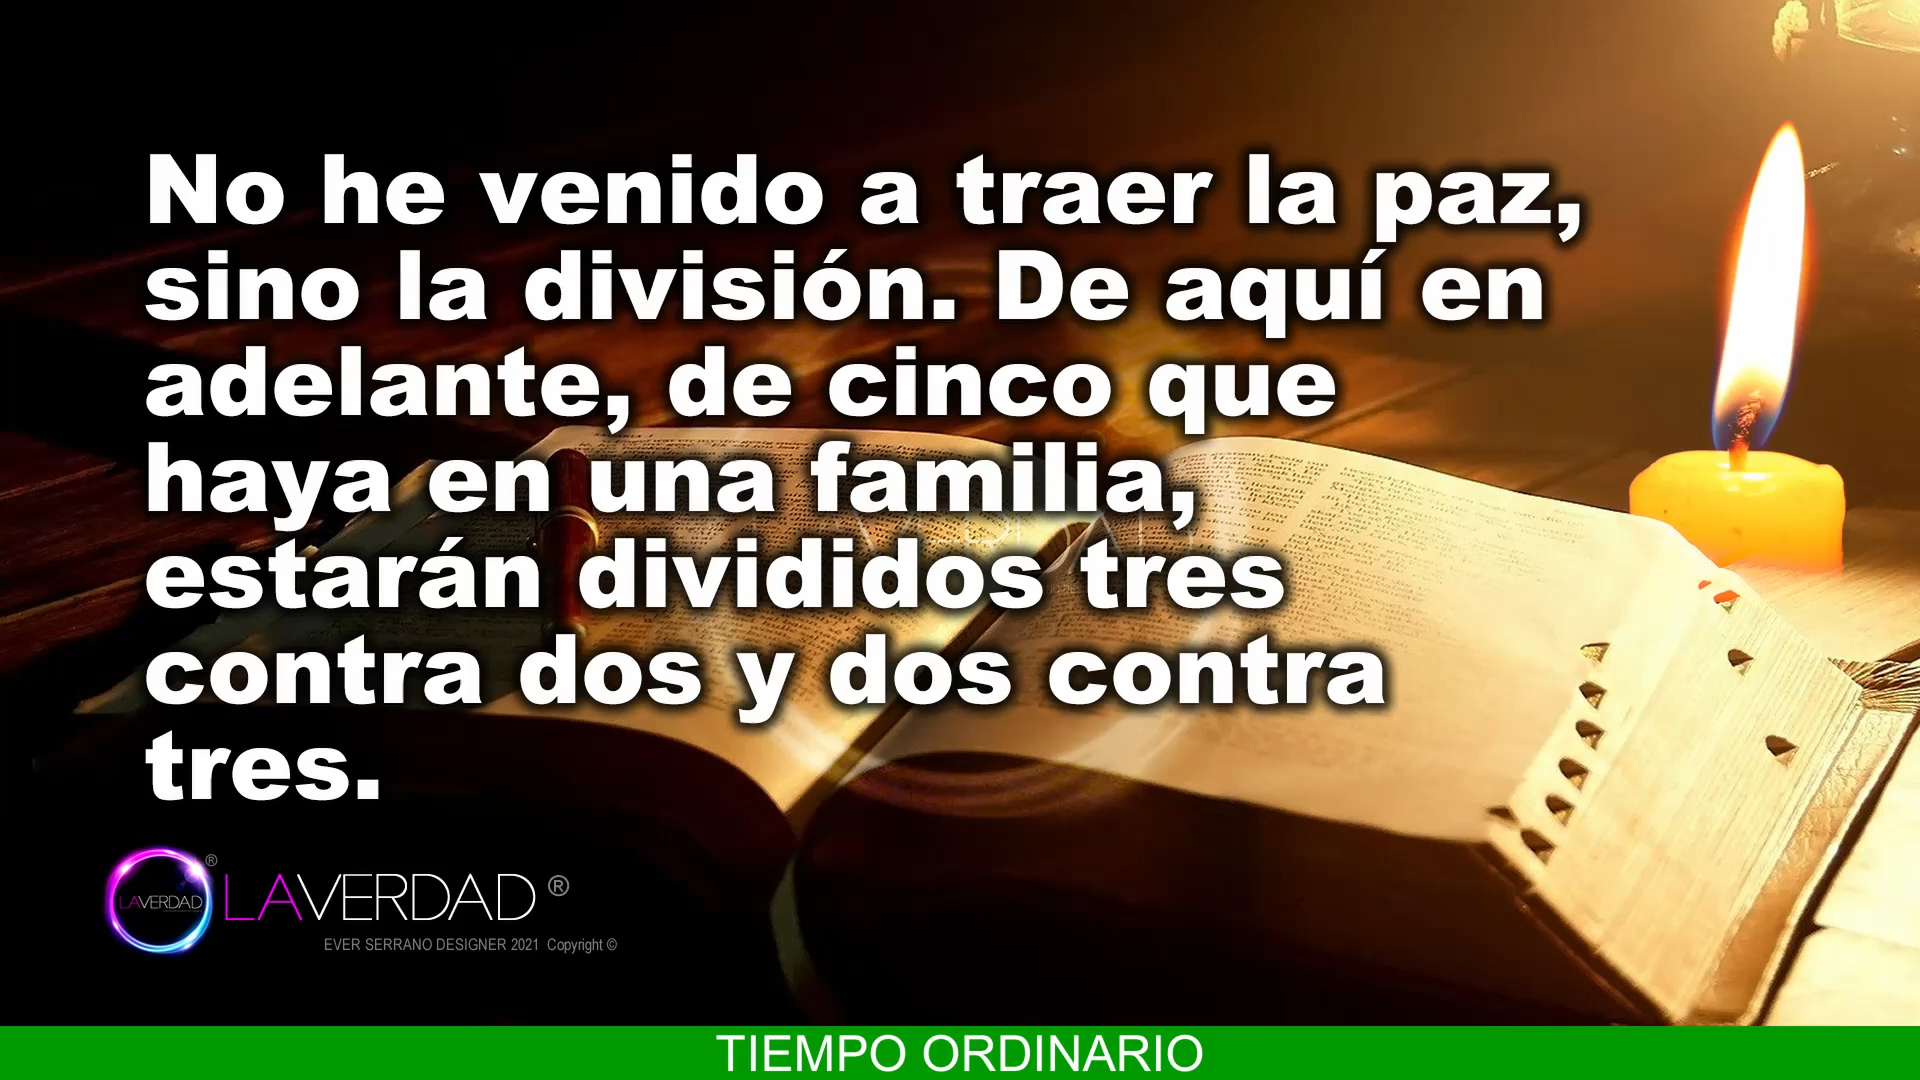 No he venido a traer la paz,
sino la división. De aquí en
adelante, de cinco que
haya en una familia,
estarán divididos tres
contra dos y dos contra
tres.
LAVERDAD ®
LAVERDAD ®
EVER SERRANO DESIGNER 2021 Copyright ©
TIEMPO ORDINARIO